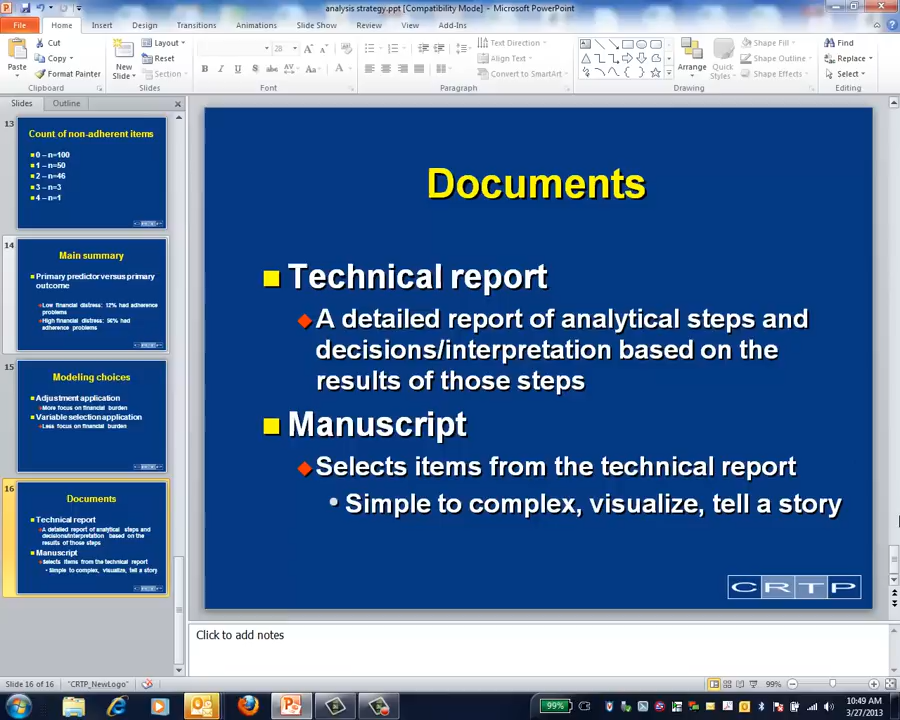 analysis strategy.ppt [Compatibility Mode] - Microsoft PowerPoint
File Home Insert Design Transitions Animations Slide Show Review View Add-Ins
Paste
Cut
Copy
Format Painter
Clipboard
New Slide
Layout
Reset
Section
Slides
28
B I U S abc AV Aa A
Font
Paragraph
Text Direction
Align Text
Convert to SmartArt
Arrange
Quick Styles
Shape Fill
Shape Outline
Shape Effects
Drawing
Find
Replace
Select
Editing
Slides Outline
13
Count of non-adherent items
0 – n=100
1 – n=50
2 – n=46
3 – n=3
4 – n=1
14
Main summary
Primary predictor versus primary
outcome
Low financial distress: 12% had adherence
problems
High financial distress: 50% had
adherence problems
15
Modeling choices
Adjustment application
More focus on financial burden
Variable selection application
Less focus on financial burden
16
Documents
Technical report
A detailed report of analytical steps and
decisions/interpretation based on the
results of those steps
Manuscript
Selects items from the technical report
Simple to complex, visualize, tell a story
Documents
Technical report
A detailed report of analytical steps and
decisions/interpretation based on the
results of those steps
Manuscript
Selects items from the technical report
Simple to complex, visualize, tell a story
CRTP
Click to add notes
Slide 16 of 16 "CRTP_NewLogo" 99%
99%
10:49 AM
3/27/2013